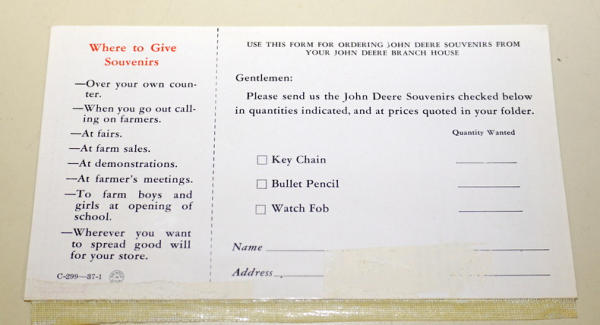 Where to Give
Souvenirs
—Over your own coun-
ter.
—When you go out call-
ing on farmers.
—At fairs.
—At farm sales.
—At demonstrations.
—At farmer's meetings.
—To farm boys and
girls at opening of
school.
—Wherever you want
to spread good will
for your store.
C-299—37-1
USE THIS FORM FOR ORDERING JOHN DEERE SOUVENIRS FROM
YOUR JOHN DEERE BRANCH HOUSE
Gentlemen:
Please send us the John Deere Souvenirs checked below
in quantities indicated, and at prices quoted in your folder.
Quantity Wanted
Key Chain
Bullet Pencil
Watch Fob
Name
Address